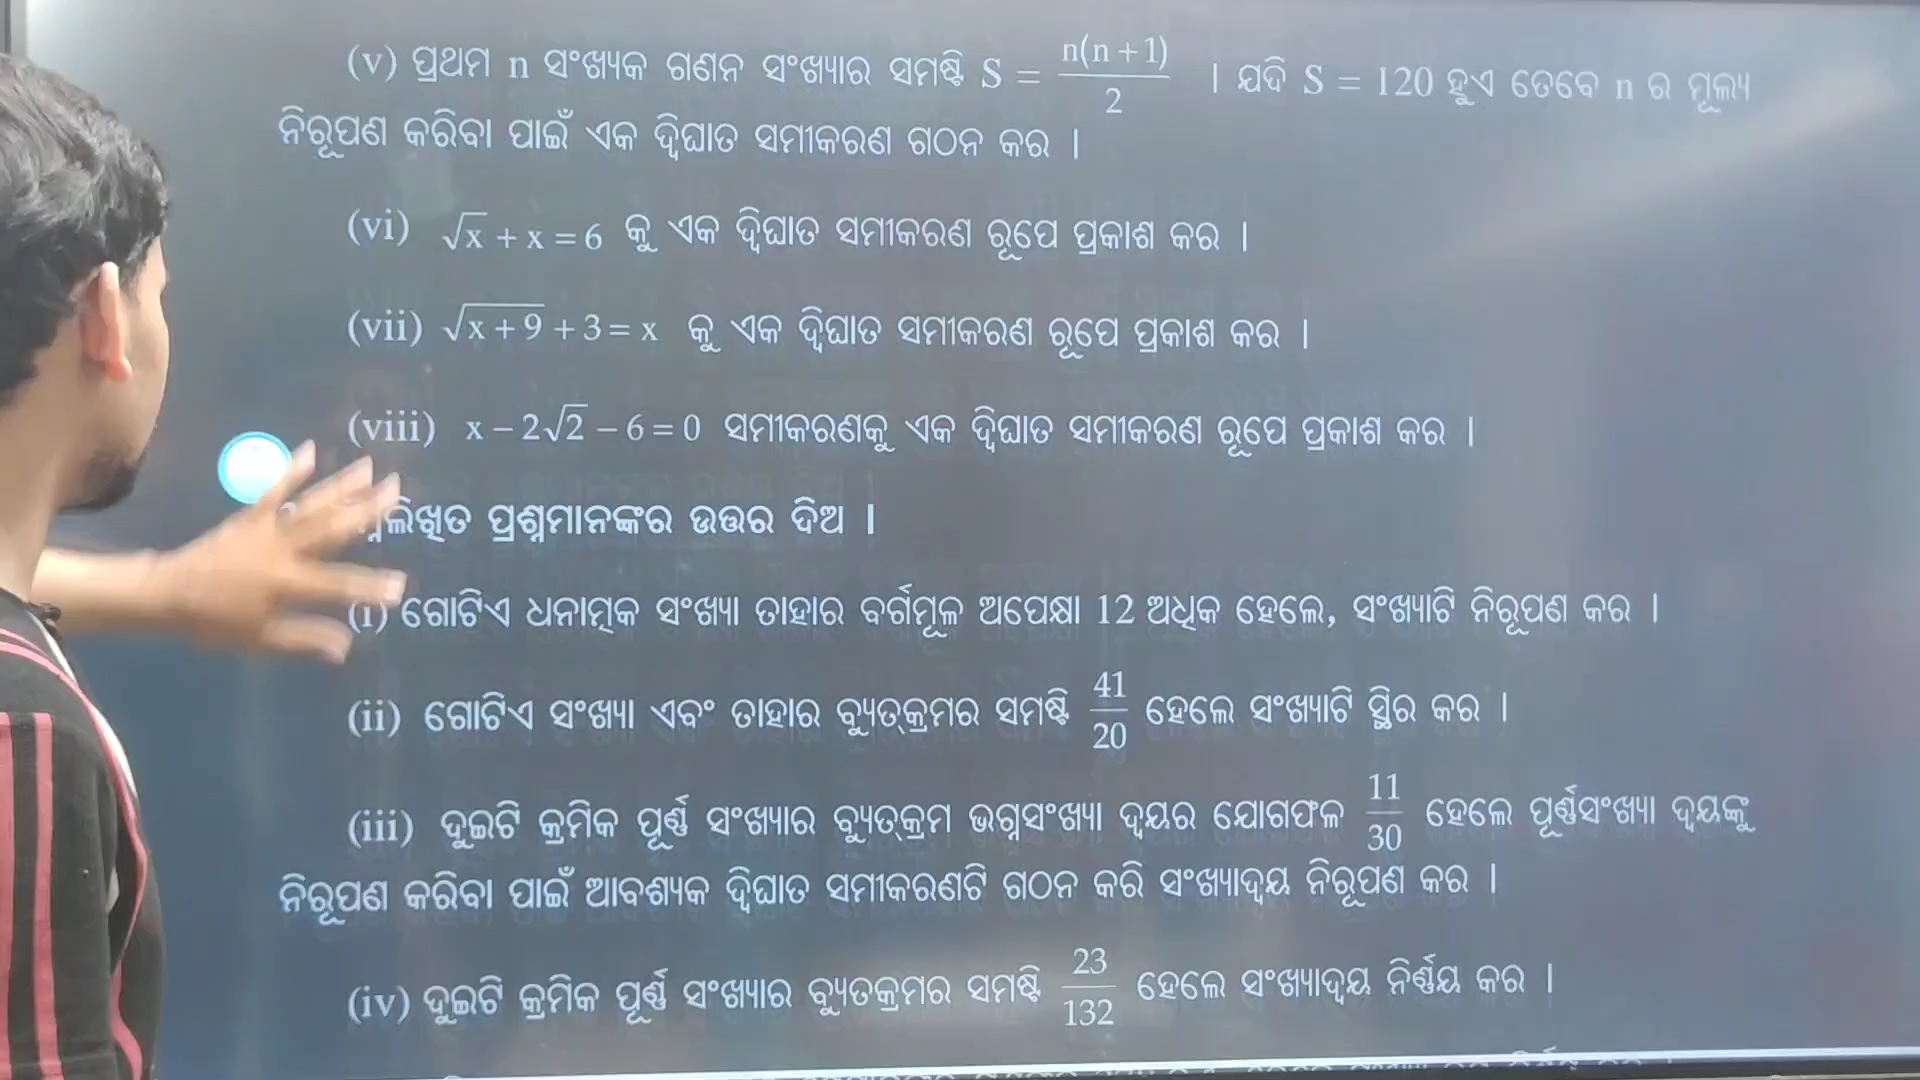 (v) ପ୍ରଥମ n ସଂଖ୍ୟକ ଗଣନ ସଂଖ୍ୟାର ସମଷ୍ଟି S = n(n + 1)/2 । ଯଦି S = 120 ହୁଏ ତେବେ n ର ମୂଲ୍ୟ
ନିରୂପଣ କରିବା ପାଇଁ ଏକ ଦ୍ୱିଘାତ ସମୀକରଣ ଗଠନ କର ।
(vi) √x + x = 6 କୁ ଏକ ଦ୍ୱିଘାତ ସମୀକରଣ ରୂପେ ପ୍ରକାଶ କର ।
(vii) √(x + 9) + 3 = x କୁ ଏକ ଦ୍ୱିଘାତ ସମୀକରଣ ରୂପେ ପ୍ରକାଶ କର ।
(viii) x − 2√2 − 6 = 0 ସମୀକରଣକୁ ଏକ ଦ୍ୱିଘାତ ସମୀକରଣ ରୂପେ ପ୍ରକାଶ କର ।
ପ୍ରଶ୍ନମାନଙ୍କର ଉତ୍ତର ଦିଅ ।
(i) ଗୋଟିଏ ଧନାତ୍ମକ ସଂଖ୍ୟା ତାହାର ବର୍ଗମୂଳ ଅପେକ୍ଷା 12 ଅଧିକ ହେଲେ, ସଂଖ୍ୟାଟି ନିରୂପଣ କର ।
(ii) ଗୋଟିଏ ସଂଖ୍ୟା ଏବଂ ତାହାର ବ୍ୟୁତ୍‌କ୍ରମର ସମଷ୍ଟି 41/20 ହେଲେ ସଂଖ୍ୟାଟି ସ୍ଥିର କର ।
(iii) ଦୁଇଟି କ୍ରମିକ ପୂର୍ଣ୍ଣ ସଂଖ୍ୟାର ବ୍ୟୁତ୍‌କ୍ରମ ଭଗ୍ନସଂଖ୍ୟା ଦ୍ୱୟର ଯୋଗଫଳ 11/30 ହେଲେ ପୂର୍ଣ୍ଣସଂଖ୍ୟା ଦ୍ୱୟଙ୍କୁ
ନିରୂପଣ କରିବା ପାଇଁ ଆବଶ୍ୟକ ଦ୍ୱିଘାତ ସମୀକରଣଟି ଗଠନ କରି ସଂଖ୍ୟାଦ୍ୱୟ ନିରୂପଣ କର ।
(iv) ଦୁଇଟି କ୍ରମିକ ପୂର୍ଣ୍ଣ ସଂଖ୍ୟାର ବ୍ୟୁତକ୍ରମର ସମଷ୍ଟି 23/132 ହେଲେ ସଂଖ୍ୟାଦ୍ୱୟ ନିର୍ଣ୍ଣୟ କର ।